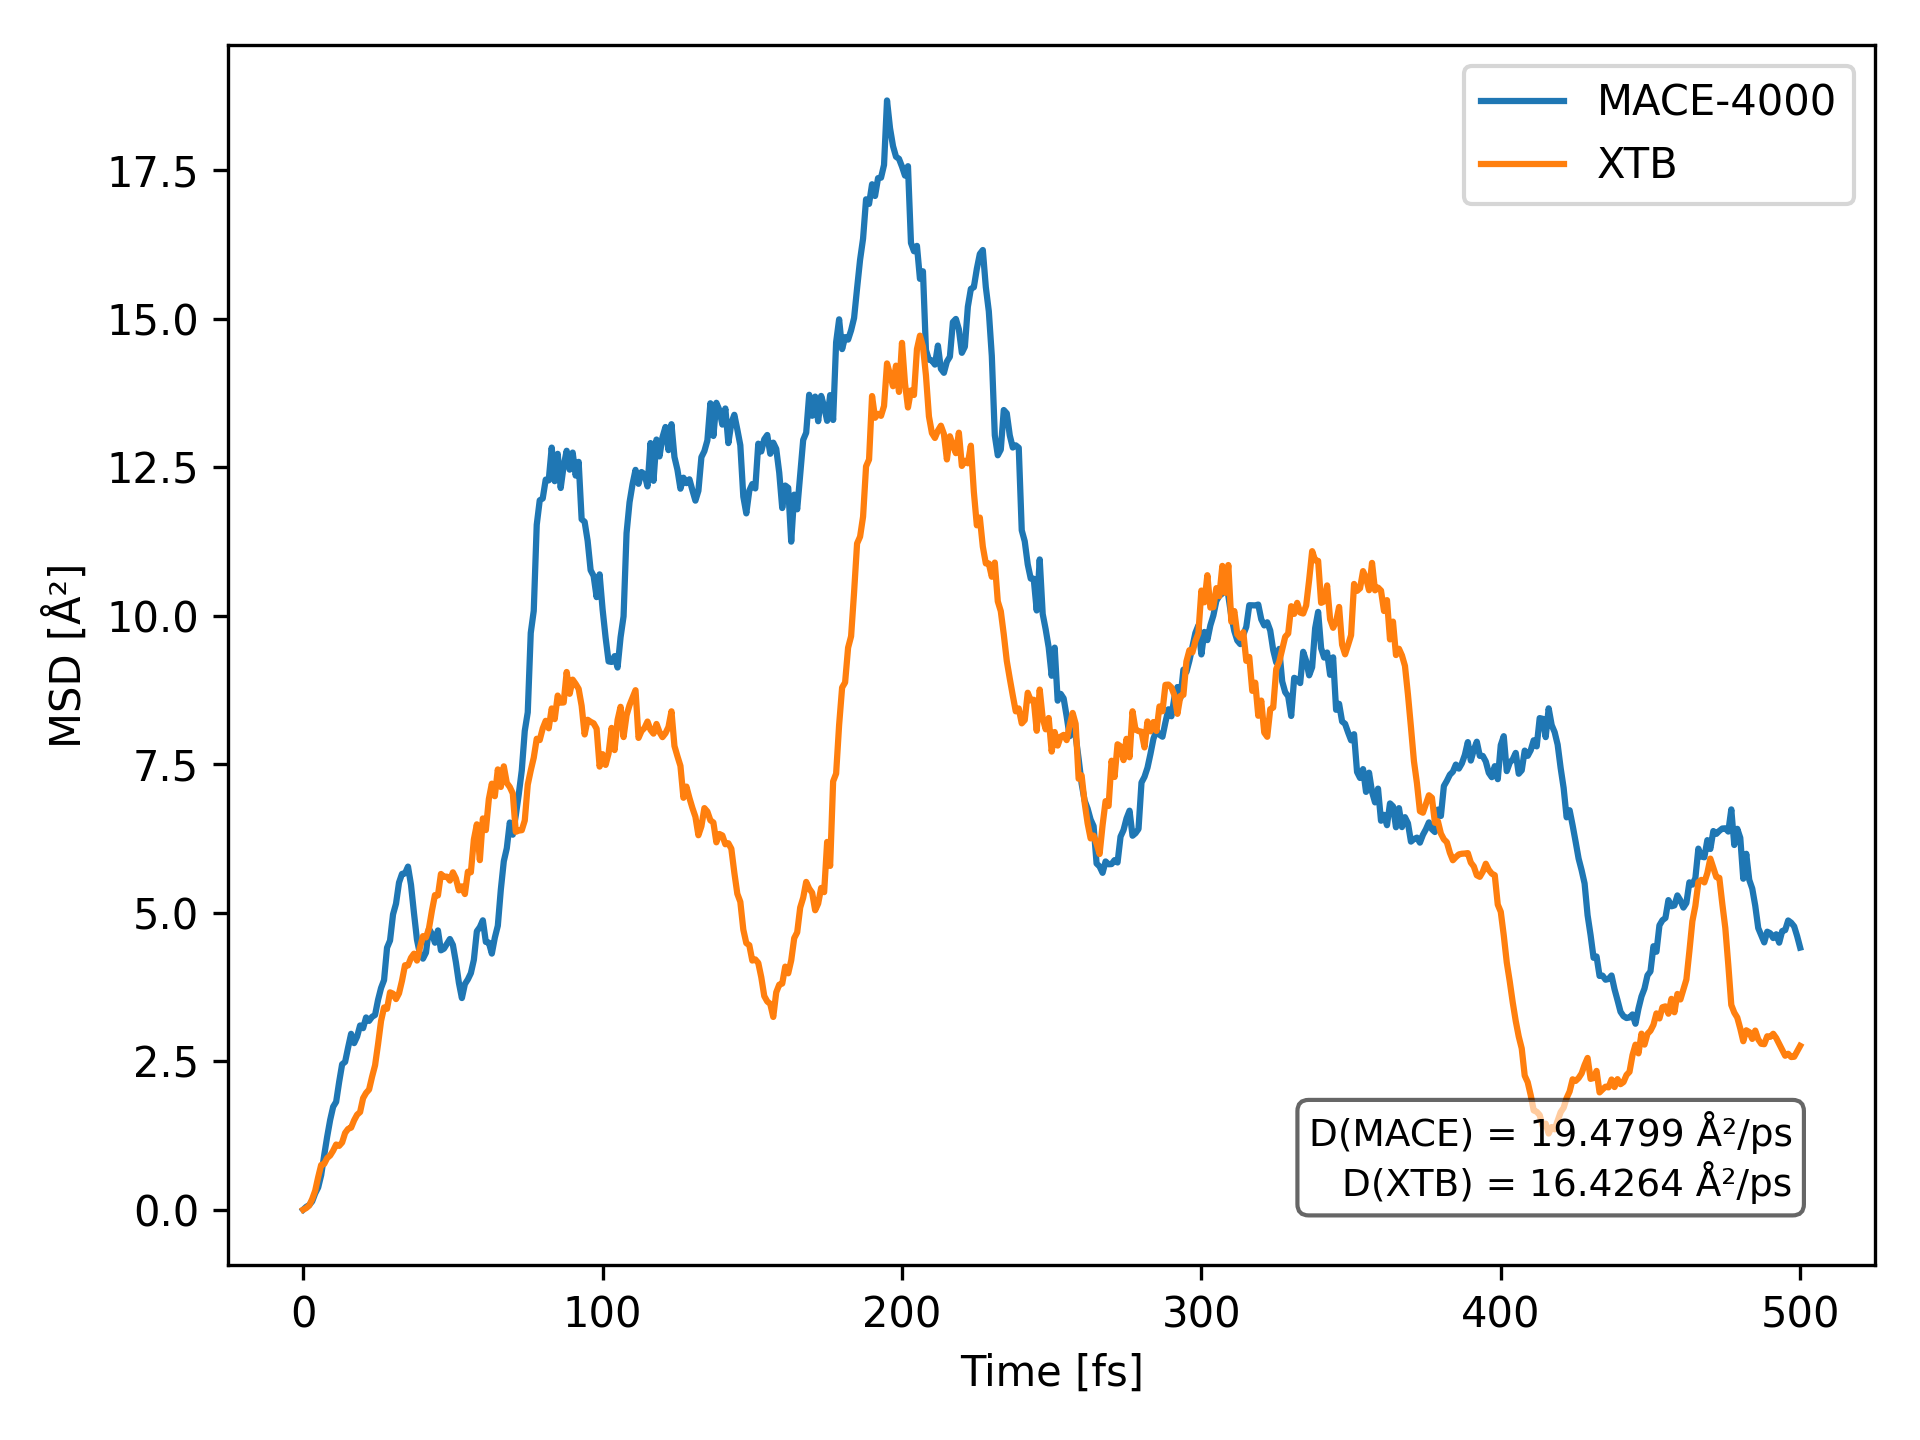 MACE-4000
XTB
17.5
15.0
12.5
10.0
7.5
5.0
2.5
0.0
MSD [Å²]
D(MACE) = 19.4799 Å²/ps
D(XTB) = 16.4264 Å²/ps
0 100 200 300 400 500
Time [fs]